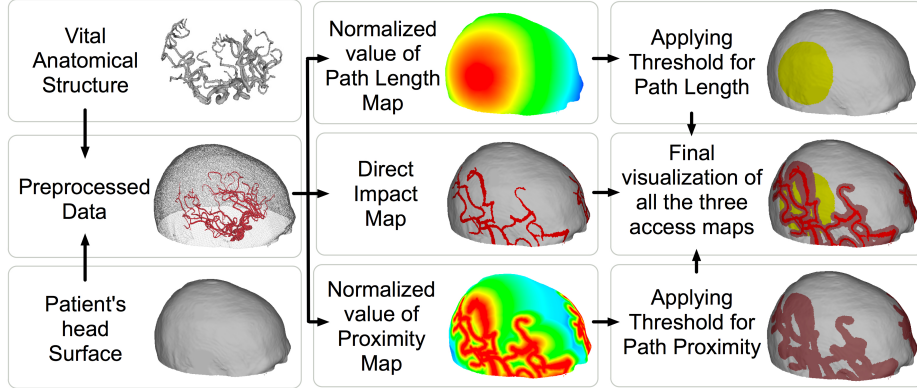 Vital
Anatomical
Structure
Preprocessed
Data
Patient's
head
Surface
Normalized
value of
Path Length
Map
Direct
Impact
Map
Normalized
value of
Proximity
Map
Applying
Threshold for
Path Length
Final
visualization of
all the three
access maps
Applying
Threshold for
Path Proximity